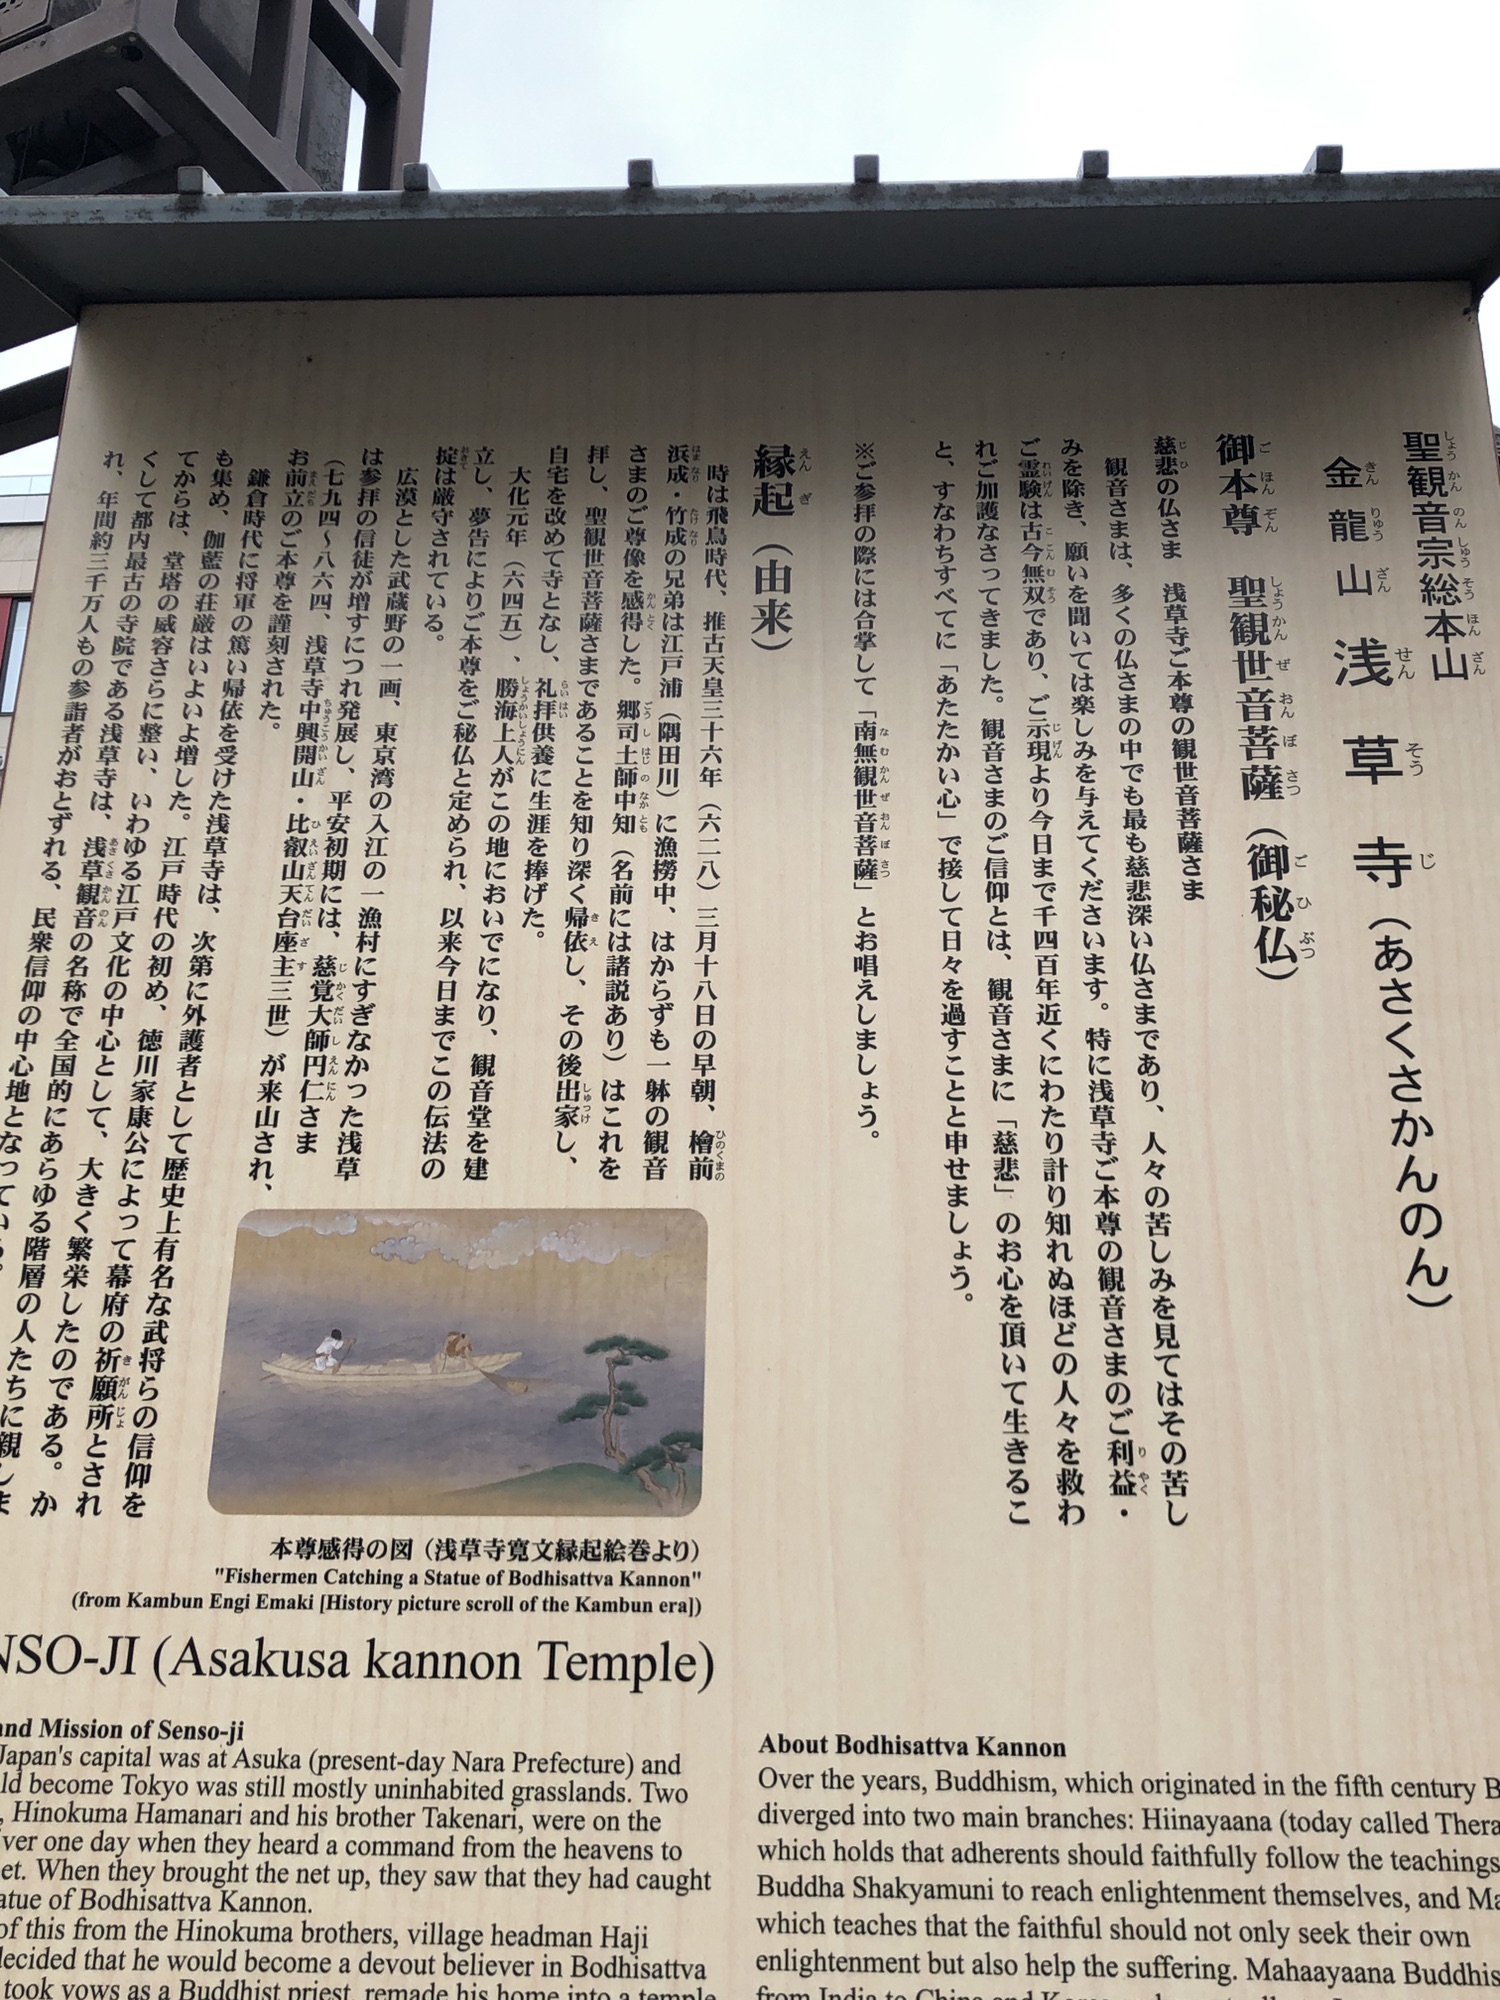 聖観音宗総本山
金龍山 浅草寺（あさくさかんのん）
御本尊 聖観世音菩薩（御秘仏）
慈悲の仏さま 浅草寺ご本尊の観世音菩薩さま
観音さまは、多くの仏さまの中でも最も慈悲深い仏さまであり、人々の苦しみを見てはその苦し
みを除き、願いを聞いては楽しみを与えてくださいます。特に浅草寺ご本尊の観音さまのご利益・
ご霊験は古今無双であり、ご示現より今日まで千四百年近くにわたり計り知れぬほどの人々を救わ
れご加護なさってきました。観音さまのご信仰とは、観音さまに「慈悲」のお心を頂いて生きるこ
と、すなわちすべてに「あたたかい心」で接して日々を過すことと申せましょう。
※ご参拝の際には合掌して「南無観世音菩薩」とお唱えしましょう。
縁起（由来）
時は飛鳥時代、推古天皇三十六年（六二八）三月十八日の早朝、檜前
浜成・竹成の兄弟は江戸浦（隅田川）に漁撈中、はからずも一躰の観音
さまのご尊像を感得した。郷司土師中知（名前には諸説あり）はこれを
拝し、聖観世音菩薩さまであることを知り深く帰依し、その後出家し、
自宅を改めて寺となし、礼拝供養に生涯を捧げた。
大化元年（六四五）、勝海上人がこの地においでになり、観音堂を建
立し、夢告によりご本尊をご秘仏と定められ、以来今日までこの伝法の
掟は厳守されている。
広漠とした武蔵野の一画、東京湾の入江の一漁村にすぎなかった浅草
は参拝の信徒が増すにつれ発展し、平安初期には、慈覚大師円仁さま
（七九四～八六四、浅草寺中興開山・比叡山天台座主三世）が来山され、
お前立のご本尊を謹刻された。
鎌倉時代に将軍の篤い帰依を受けた浅草寺は、次第に外護者として歴史上有名な武将らの信仰を
も集め、伽藍の荘厳はいよいよ増した。江戸時代の初め、徳川家康公によって幕府の祈願所とされ
てからは、堂塔の威容さらに整い、いわゆる江戸文化の中心として、大きく繁栄したのである。か
くして都内最古の寺院である浅草寺は、浅草観音の名称で全国的にあらゆる階層の人たちに親しま
れ、年間約三千万人もの参詣者がおとずれる、民衆信仰の中心地となってい
本尊感得の図（浅草寺寛文縁起絵巻より）
"Fishermen Catching a Statue of Bodhisattva Kannon"
(from Kambun Engi Emaki [History picture scroll of the Kambun era])
NSO-JI (Asakusa kannon Temple)
and Mission of Senso-ji
Japan's capital was at Asuka (present-day Nara Prefecture) and
ld become Tokyo was still mostly uninhabited grasslands. Two
, Hinokuma Hamanari and his brother Takenari, were on the
ver one day when they heard a command from the heavens to
et. When they brought the net up, they saw that they had caught
atue of Bodhisattva Kannon.
of this from the Hinokuma brothers, village headman Haji
decided that he would become a devout believer in Bodhisattva
took vows as a Buddhist priest, remade his home into a temple
About Bodhisattva Kannon
Over the years, Buddhism, which originated in the fifth century B
diverged into two main branches: Hiinayaana (today called Thera
which holds that adherents should faithfully follow the teachings
Buddha Shakyamuni to reach enlightenment themselves, and Ma
which teaches that the faithful should not only seek their own
enlightenment but also help the suffering. Mahaayaana Buddhis
from India to China and